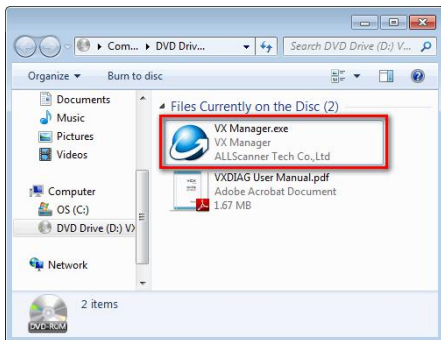 Com... ▸ DVD Driv...
Search DVD Drive (D:) V...
Organize
Burn to disc
Documents
Music
Pictures
Videos
Computer
OS (C:)
DVD Drive (D:) VX
Network
Files Currently on the Disc (2)
VX Manager.exe
VX Manager
ALLScanner Tech Co.,Ltd
VXDIAG User Manual.pdf
Adobe Acrobat Document
1.67 MB
2 items
DVD-ROM